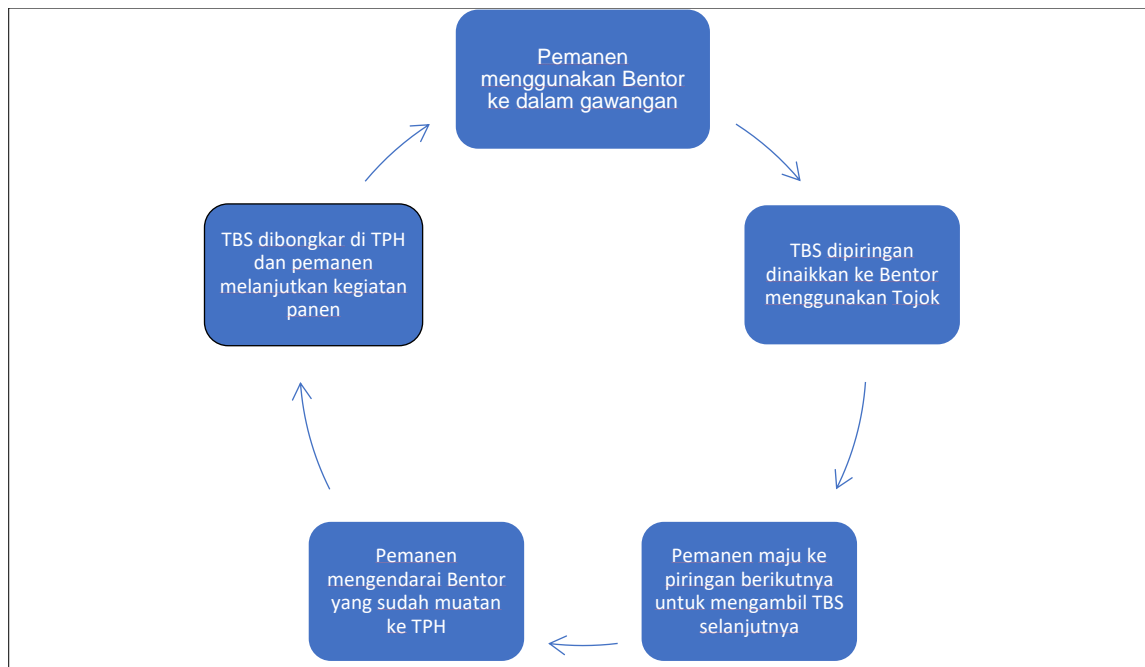 Pemanen
menggunakan Bentor
ke dalam gawangan
TBS dipiringan
dinaikkan ke Bentor
menggunakan Tojok
Pemanen maju ke
piringan berikutnya
untuk mengambil TBS
selanjutnya
Pemanen
mengendarai Bentor
yang sudah muatan
ke TPH
TBS dibongkar di TPH
dan pemanen
melanjutkan kegiatan
panen